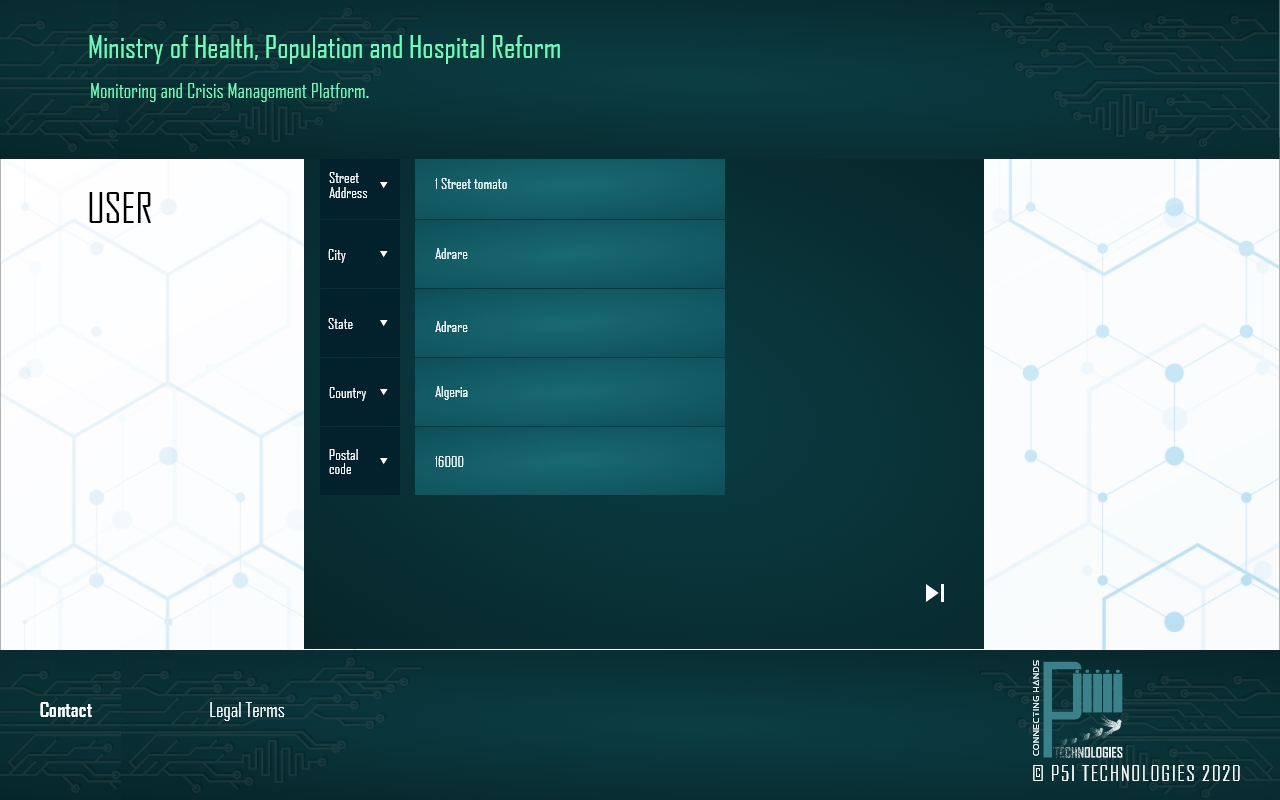 Ministry of Health, Population and Hospital Reform
Monitoring and Crisis Management Platform.
USER
Street
Address
1 Street tomato
City
Adrare
State
Adrare
Country
Algeria
Postal
code
16000
Contact
Legal Terms
CONNECTING HANDS
TECHNOLOGIES
© P5I TECHNOLOGIES 2020